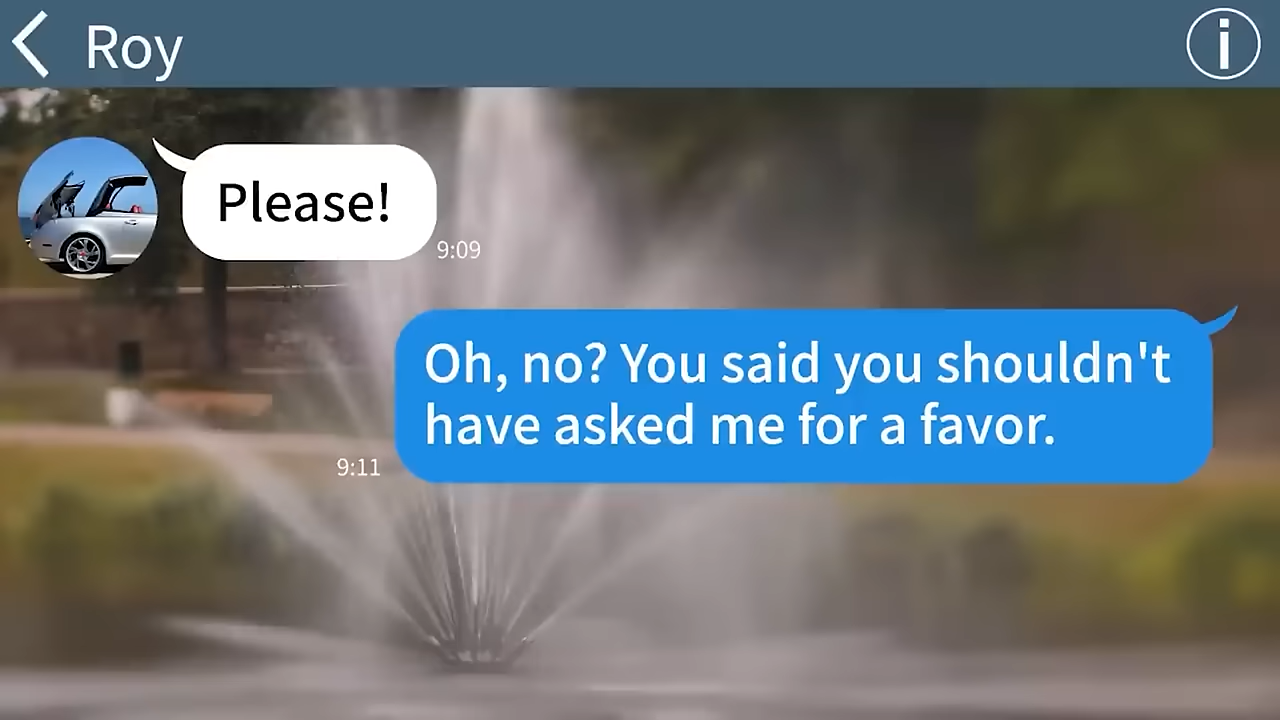 Roy
Please!
9:09
Oh, no? You said you shouldn't
have asked me for a favor.
9:11